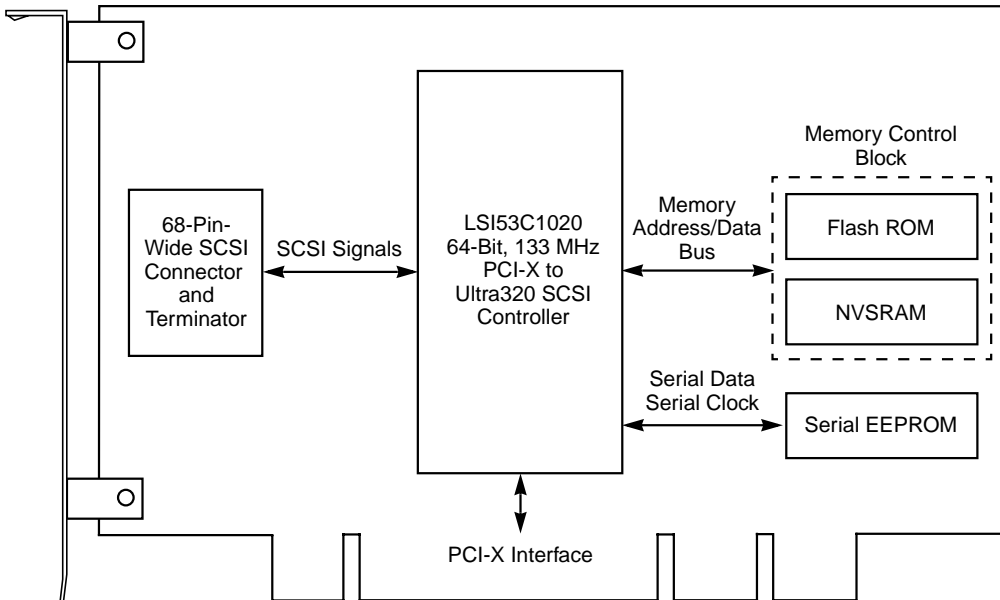 68-Pin-
Wide SCSI
Connector
and
Terminator
SCSI Signals
LSI53C1020
64-Bit, 133 MHz
PCI-X to
Ultra320 SCSI
Controller
Memory
Address/Data
Bus
Memory Control
Block
Flash ROM
NVSRAM
Serial Data
Serial Clock
Serial EEPROM
PCI-X Interface